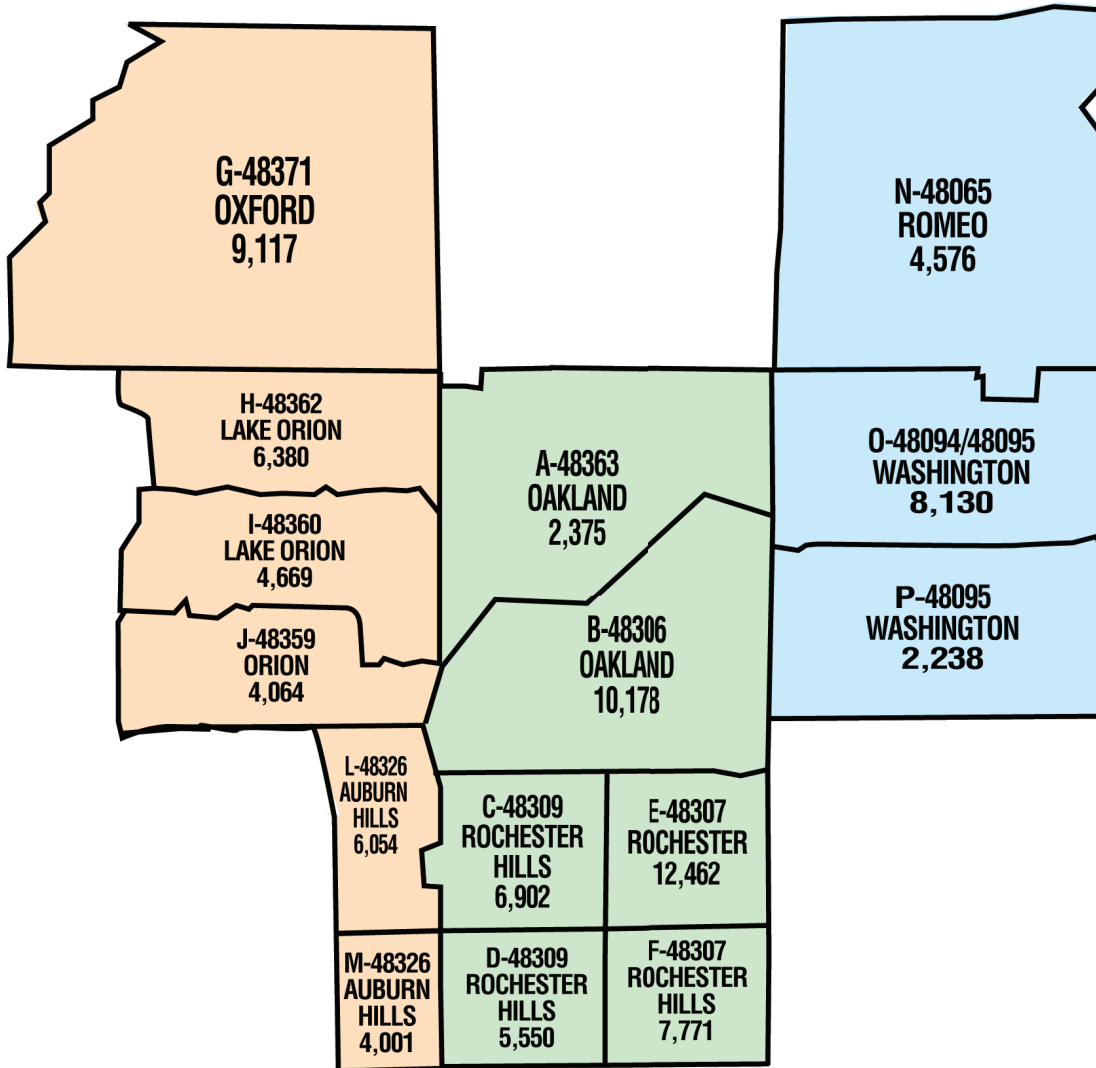 G-48371
OXFORD
9,117
N-48065
ROMEO
4,576
H-48362
LAKE ORION
6,380
A-48363
OAKLAND
2,375
O-48094/48095
WASHINGTON
8,130
I-48360
LAKE ORION
4,669
J-48359
ORION
4,064
B-48306
OAKLAND
10,178
P-48095
WASHINGTON
2,238
L-48326
AUBURN
HILLS
6,054
C-48309
ROCHESTER
HILLS
6,902
E-48307
ROCHESTER
12,462
M-48326
AUBURN
HILLS
4,001
D-48309
ROCHESTER
HILLS
5,550
F-48307
ROCHESTER
HILLS
7,771